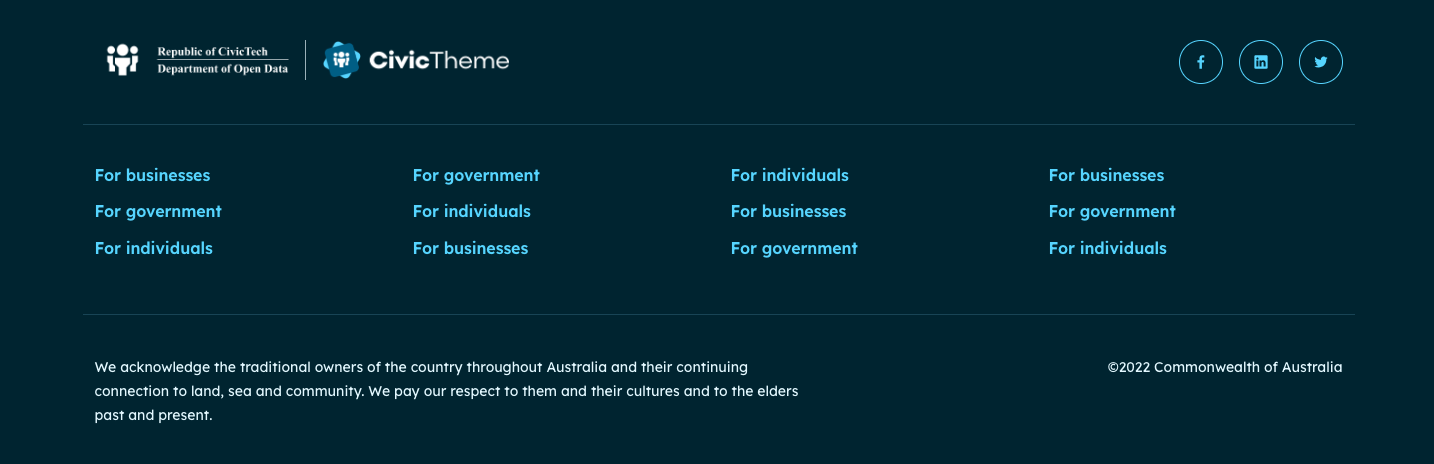 Republic of CivicTech
Department of Open Data
CivicTheme
For businesses
For government
For individuals
For government
For individuals
For businesses
For individuals
For businesses
For government
For businesses
For government
For individuals
We acknowledge the traditional owners of the country throughout Australia and their continuing
connection to land, sea and community. We pay our respect to them and their cultures and to the elders
past and present.
©2022 Commonwealth of Australia